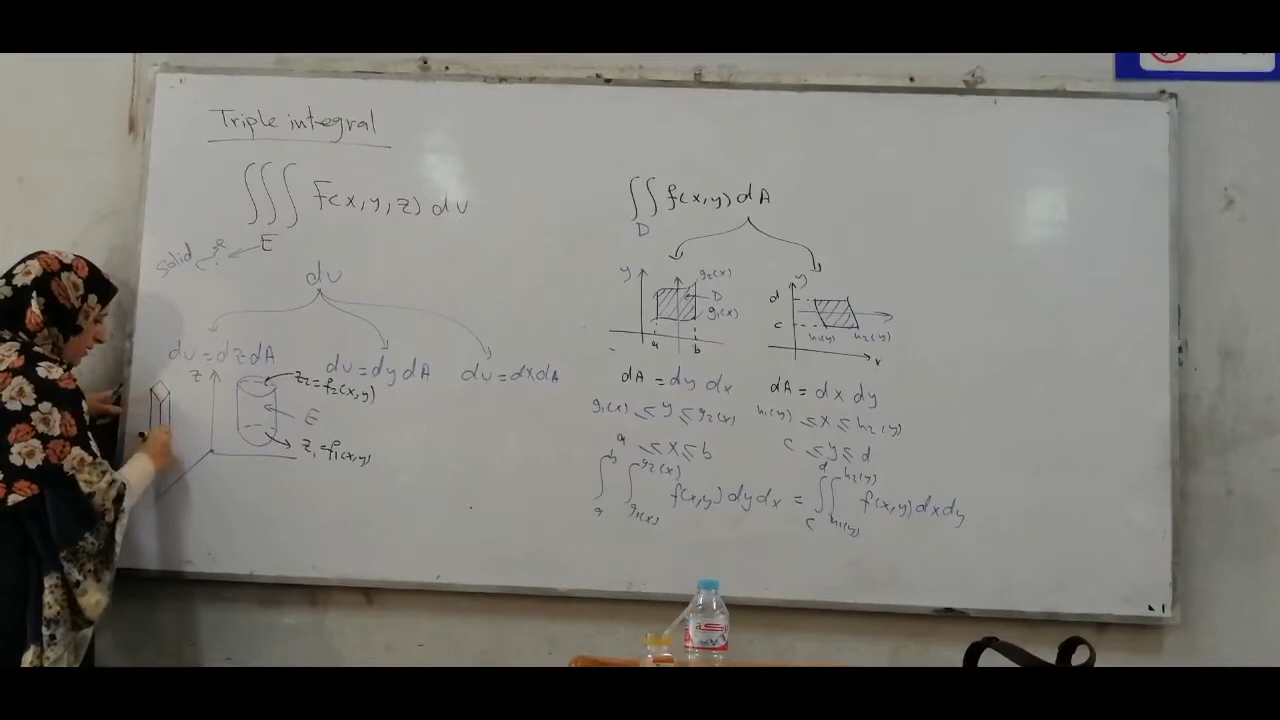 Triple integral
∫∫∫ F(x,y,z) dv
E
solid
dv
dv = dz dA
dv = dy dA
dv = dx dA
z
z₂=f₂(x,y)
E
z₁=f₁(x,y)
∫∫ f(x,y) dA
D
y
g₂(x)
D
g₁(x)
a
b
y
d
c
h₁(y)
h₂(y)
x
dA = dy dx
g₁(x) ≤ y ≤ g₂(x)
a ≤ x ≤ b
dA = dx dy
h₁(y) ≤ x ≤ h₂(y)
c ≤ y ≤ d
∫_a^b ∫_{g₁(x)}^{g₂(x)} f(x,y) dy dx = ∫_c^d ∫_{h₁(y)}^{h₂(y)} f(x,y) dx dy
بركة